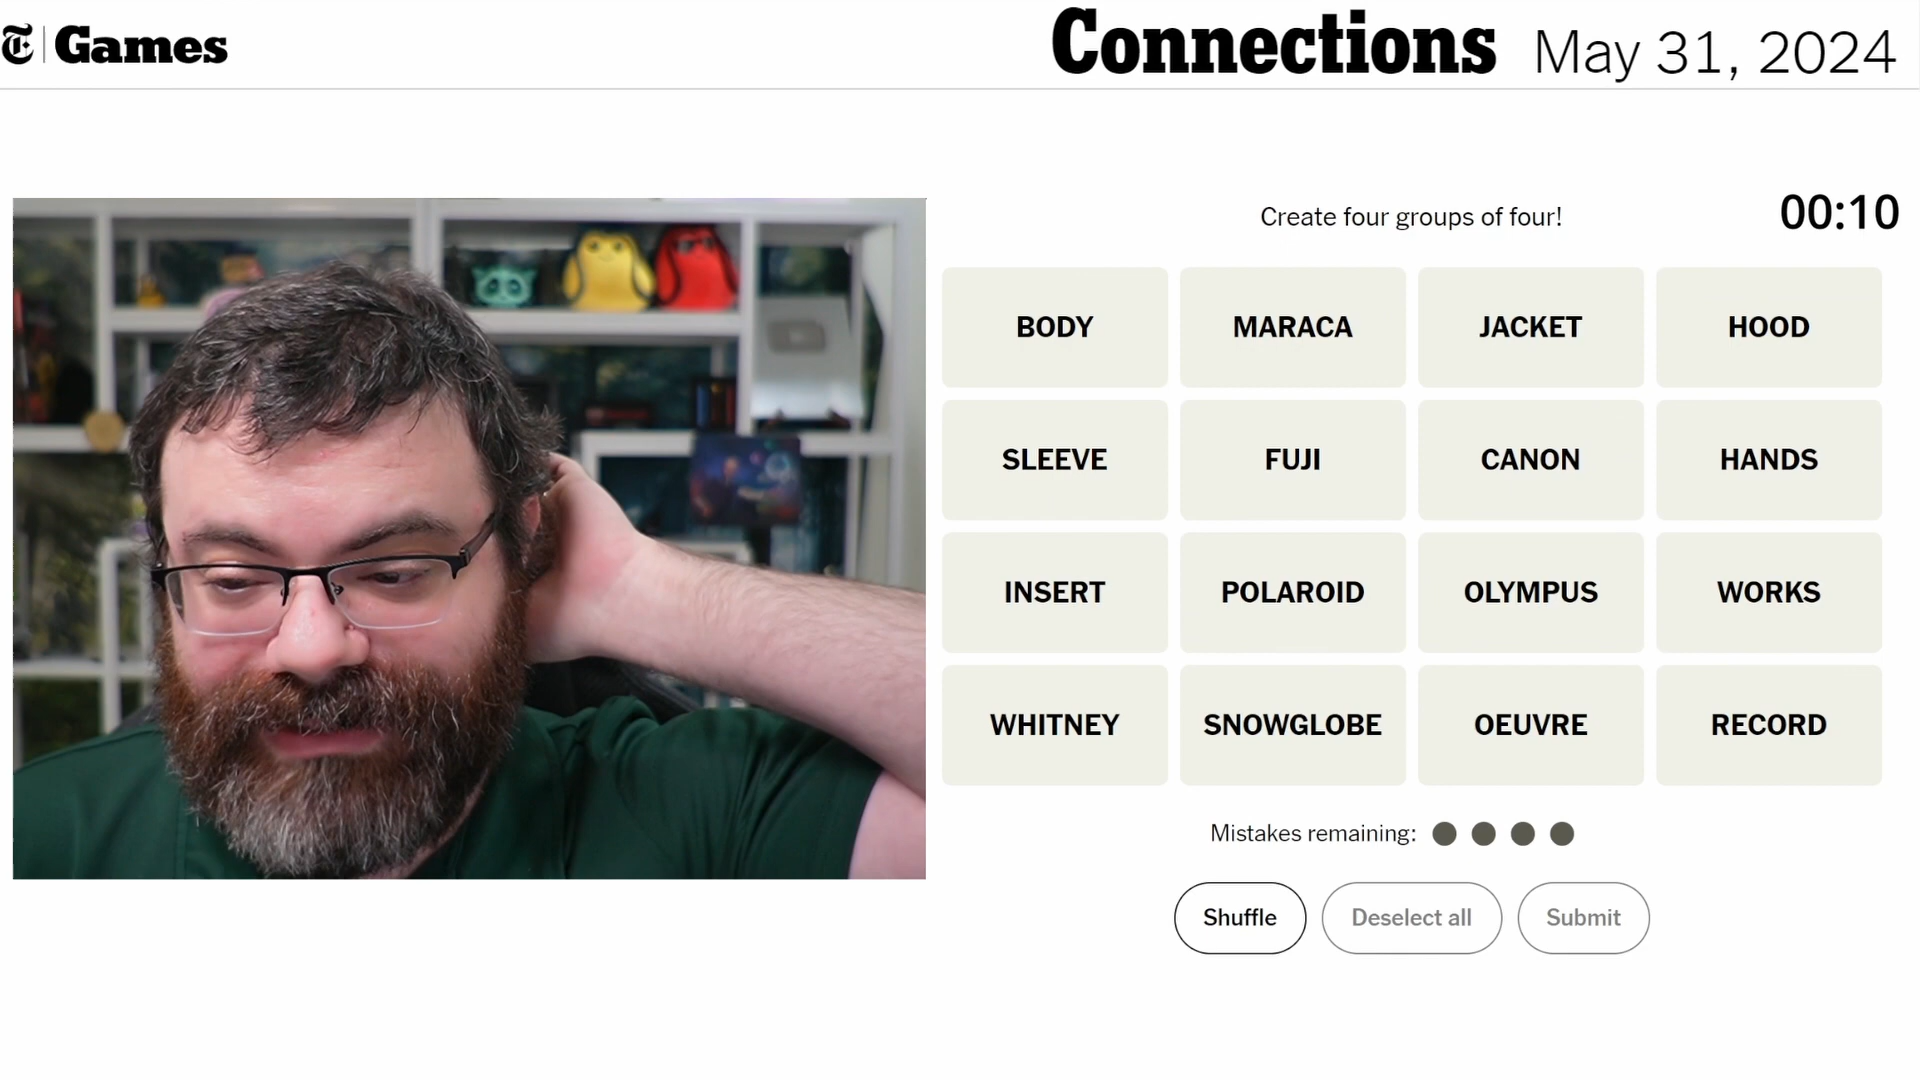 T Games
Connections May 31, 2024
Create four groups of four!
00:10
BODY MARACA JACKET HOOD
SLEEVE FUJI CANON HANDS
INSERT POLAROID OLYMPUS WORKS
WHITNEY SNOWGLOBE OEUVRE RECORD
Mistakes remaining:
Shuffle Deselect all Submit